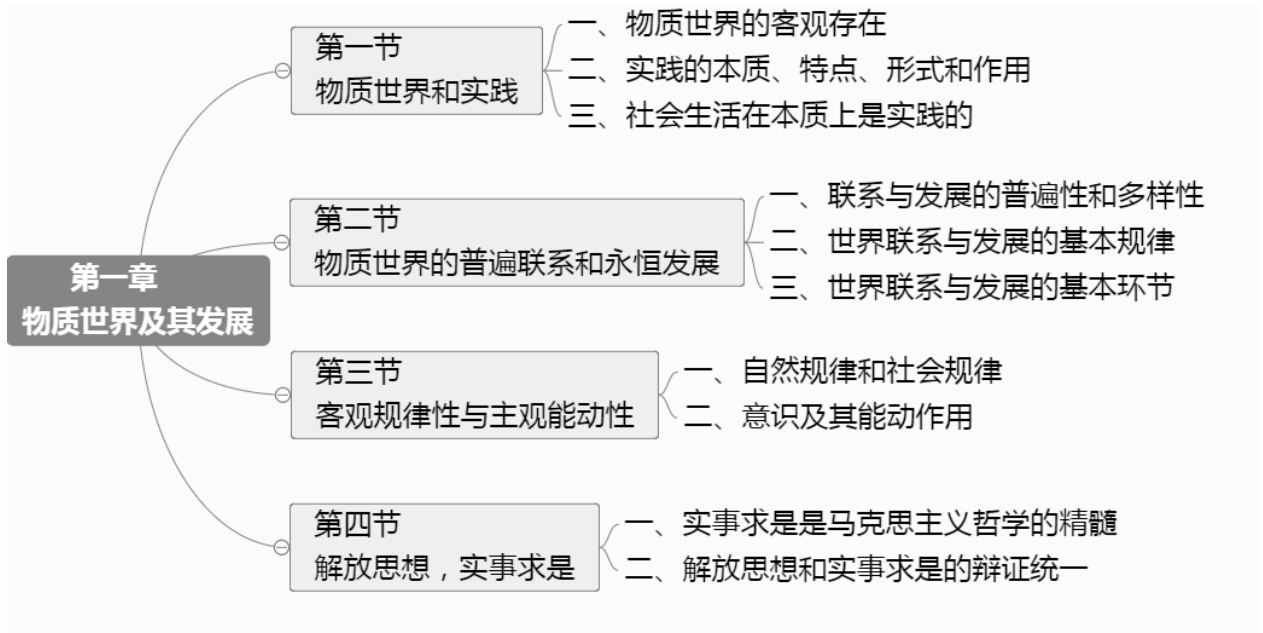 第一章
物质世界及其发展
第一节
物质世界和实践
一、物质世界的客观存在
二、实践的本质、特点、形式和作用
三、社会生活在本质上是实践的
第二节
物质世界的普遍联系和永恒发展
一、联系与发展的普遍性和多样性
二、世界联系与发展的基本规律
三、世界联系与发展的基本环节
第三节
客观规律性与主观能动性
一、自然规律和社会规律
二、意识及其能动作用
第四节
解放思想，实事求是
一、实事求是是马克思主义哲学的精髓
二、解放思想和实事求是的辩证统一